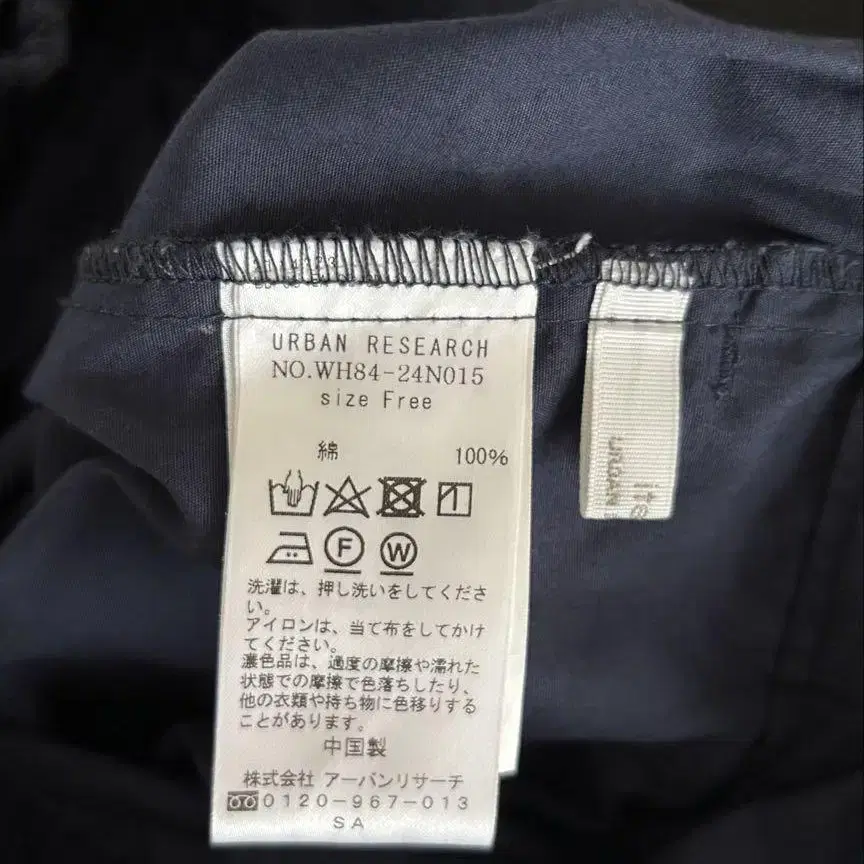 URBAN RESEARCH
NO.WH84-24N015
size Free
綿 100%
F W
洗濯は、押し洗いをしてくださ
い。
アイロンは、当て布をしてかけ
てください。
濃色品は、過度の摩擦や濡れた
状態での摩擦で色落ちしたり、
他の衣類や持ち物に色移りする
ことがあります。
中国製
株式会社 アーバンリサーチ
0120-967-013
SA
ite
URBAN